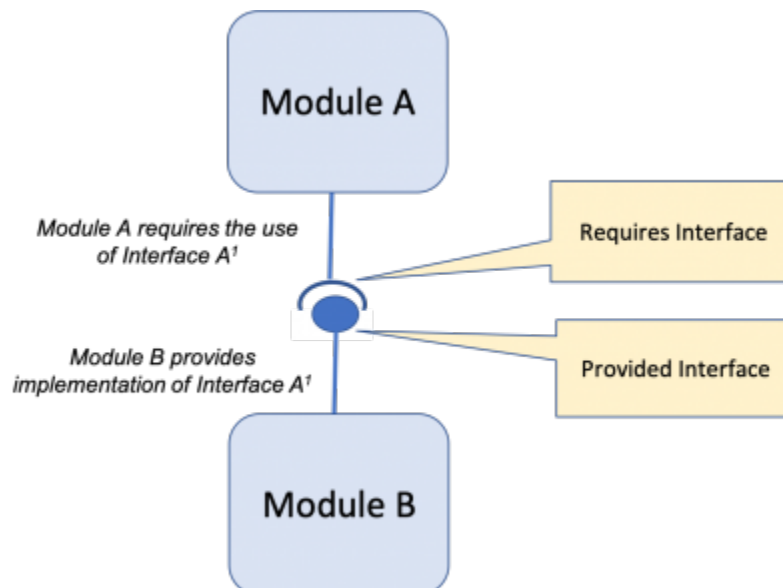 Module A
Module A requires the use
of Interface A¹
Requires Interface
Module B provides
implementation of Interface A¹
Provided Interface
Module B